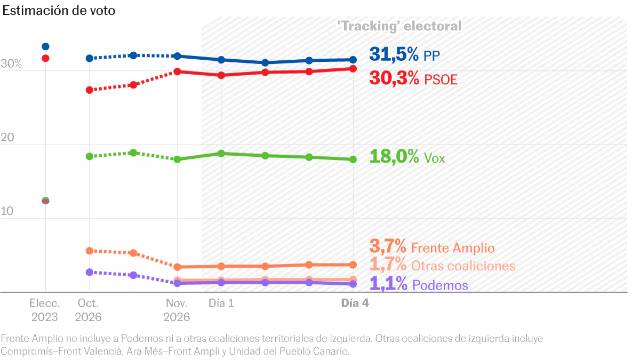 Estimación de voto
'Tracking' electoral
30%
20
10
31,5% PP
30,3% PSOE
18,0% Vox
3,7% Frente Amplio
1,7% Otras coaliciones
1,1% Podemos
Elecc. 2023
Oct. 2026
Nov. 2026
Día 1
Día 4
Frente Amplio no incluye a Podemos ni a otras coaliciones territoriales de izquierda. Otras coaliciones de izquierda incluye
Compromís–Front Valencià, Ara Més–Front Ampli y Unidad del Pueblo Canario.